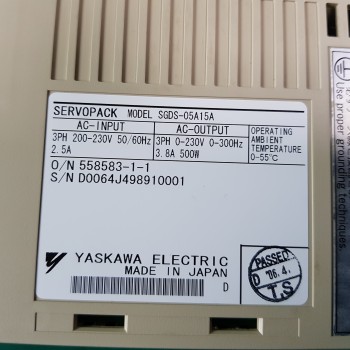 SERVOPACK MODEL SGDS-05A15A
AC-INPUT
3PH 200-230V 50/60Hz
2.5A
AC-OUTPUT
3PH 0-230V 0-300Hz
3.8A 500W
OPERATING
AMBIENT
TEMPERATURE
0-55°C
O/N 558583-1-1
S/N D0064J498910001
YASKAWA ELECTRIC
MADE IN JAPAN
D
PASSED
D '06.4.
T.S
Use proper grounding techniques.